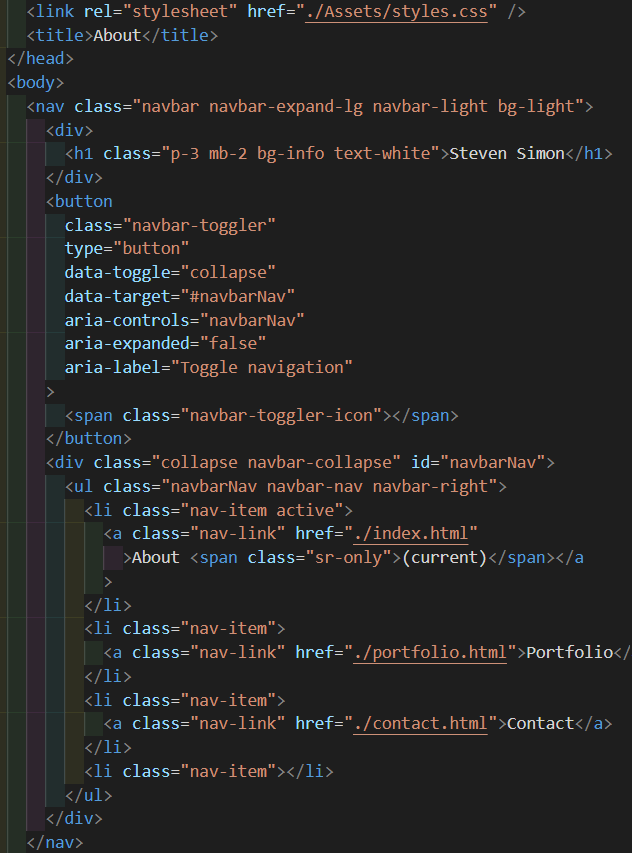 <link rel="stylesheet" href="./Assets/styles.css" />
<title>About</title>
</head>
<body>
<nav class="navbar navbar-expand-lg navbar-light bg-light">
<div>
<h1 class="p-3 mb-2 bg-info text-white">Steven Simon</h1>
</div>
<button
class="navbar-toggler"
type="button"
data-toggle="collapse"
data-target="#navbarNav"
aria-controls="navbarNav"
aria-expanded="false"
aria-label="Toggle navigation"
>
<span class="navbar-toggler-icon"></span>
</button>
<div class="collapse navbar-collapse" id="navbarNav">
<ul class="navbarNav navbar-nav navbar-right">
<li class="nav-item active">
<a class="nav-link" href="./index.html"
>About <span class="sr-only">(current)</span></a
>
</li>
<li class="nav-item">
<a class="nav-link" href="./portfolio.html">Portfolio</
</li>
<li class="nav-item">
<a class="nav-link" href="./contact.html">Contact</a>
</li>
<li class="nav-item"></li>
</ul>
</div>
</nav>